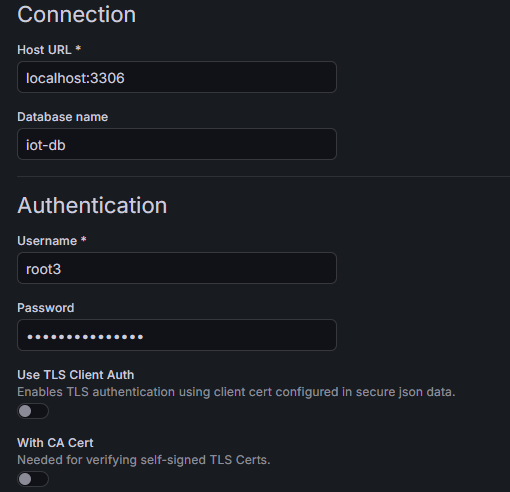 Connection
Host URL *
localhost:3306
Database name
iot-db
Authentication
Username *
root3
Password
•••••••••••••••
Use TLS Client Auth
Enables TLS authentication using client cert configured in secure json data.
With CA Cert
Needed for verifying self-signed TLS Certs.